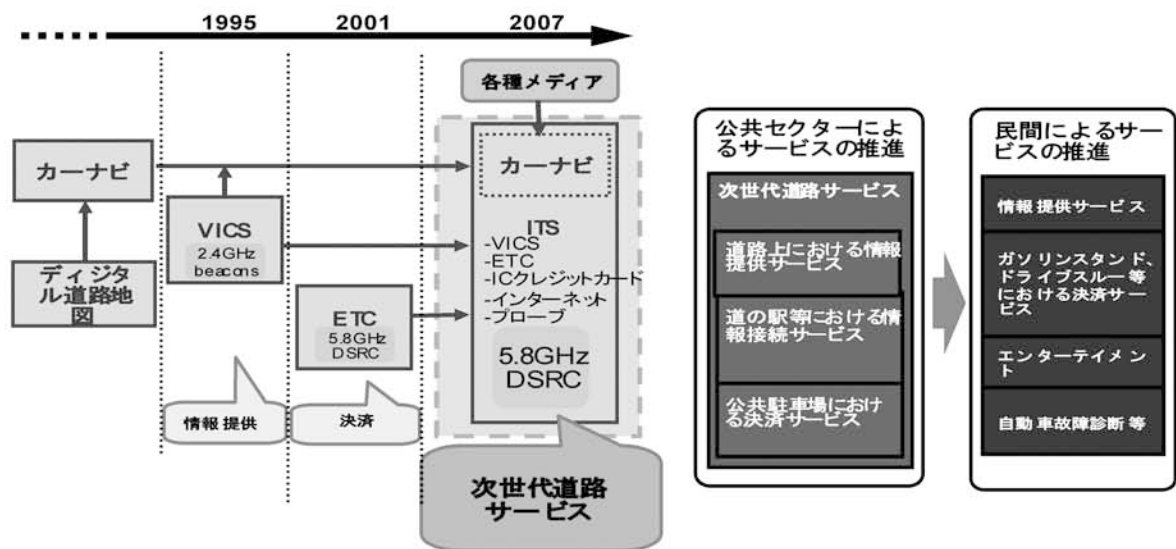 1995
2001
2007
各種メディア
カーナビ
カーナビ
VICS
2.4GHz
beacons
ディジタ
ル道路地
図
ETC
5.8GHz
DSRC
ITS
-VICS
-ETC
-ICクレジットカード
-インターネット
-プローブ
5.8GHz
DSRC
情報提供
決済
次世代道路
サービス
公共セクターによ
るサービスの推進
次世代道路サービス
道路上における情報
提供サービス
道の駅等における情
報接続サービス
公共駐車場におけ
る決済サービス
民間によるサー
ビスの推進
情報提供サービス
ガソリンスタンド、
ドライブスルー等
における決済サー
ビス
エンターテイメン
ト
自動車故障診断等